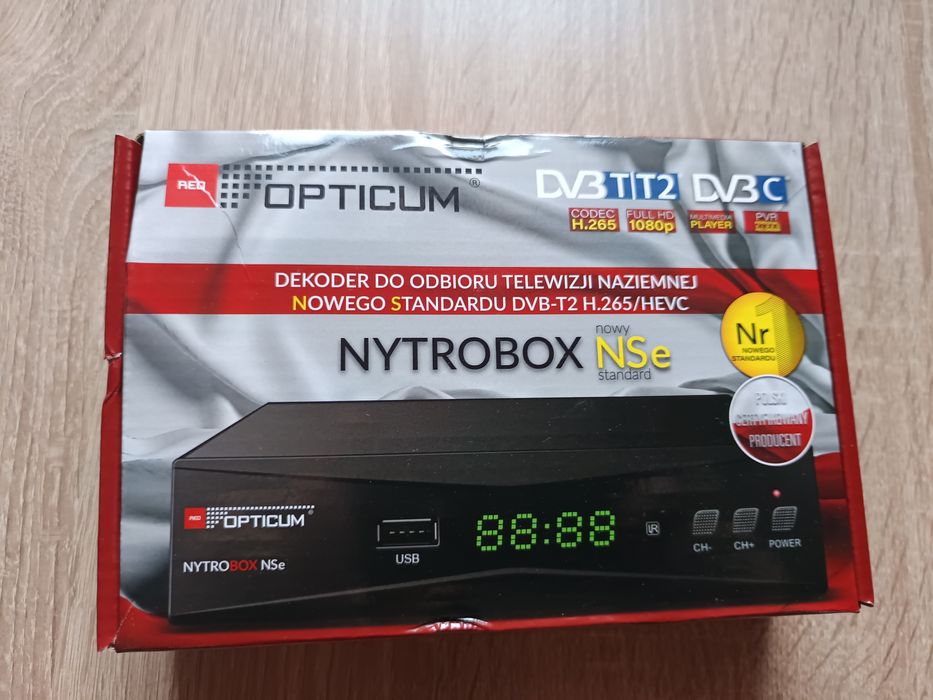 RED OPTICUM ®
DVB T/T2 DVB C
CODEC H.265
FULL HD 1080p
MULTIMEDIA PLAYER
PVR
DEKODER DO ODBIORU TELEWIZJI NAZIEMNEJ
NOWEGO STANDARDU DVB-T2 H.265/HEVC
NYTROBOX NSe
nowy
standard
Nr 1
NOWEGO
STANDARDU
POLSKI
CERTYFIKOWANY
PRODUCENT
RED OPTICUM ®
NYTROBOX NSe
USB
88:88
IR
CH-
CH+
POWER